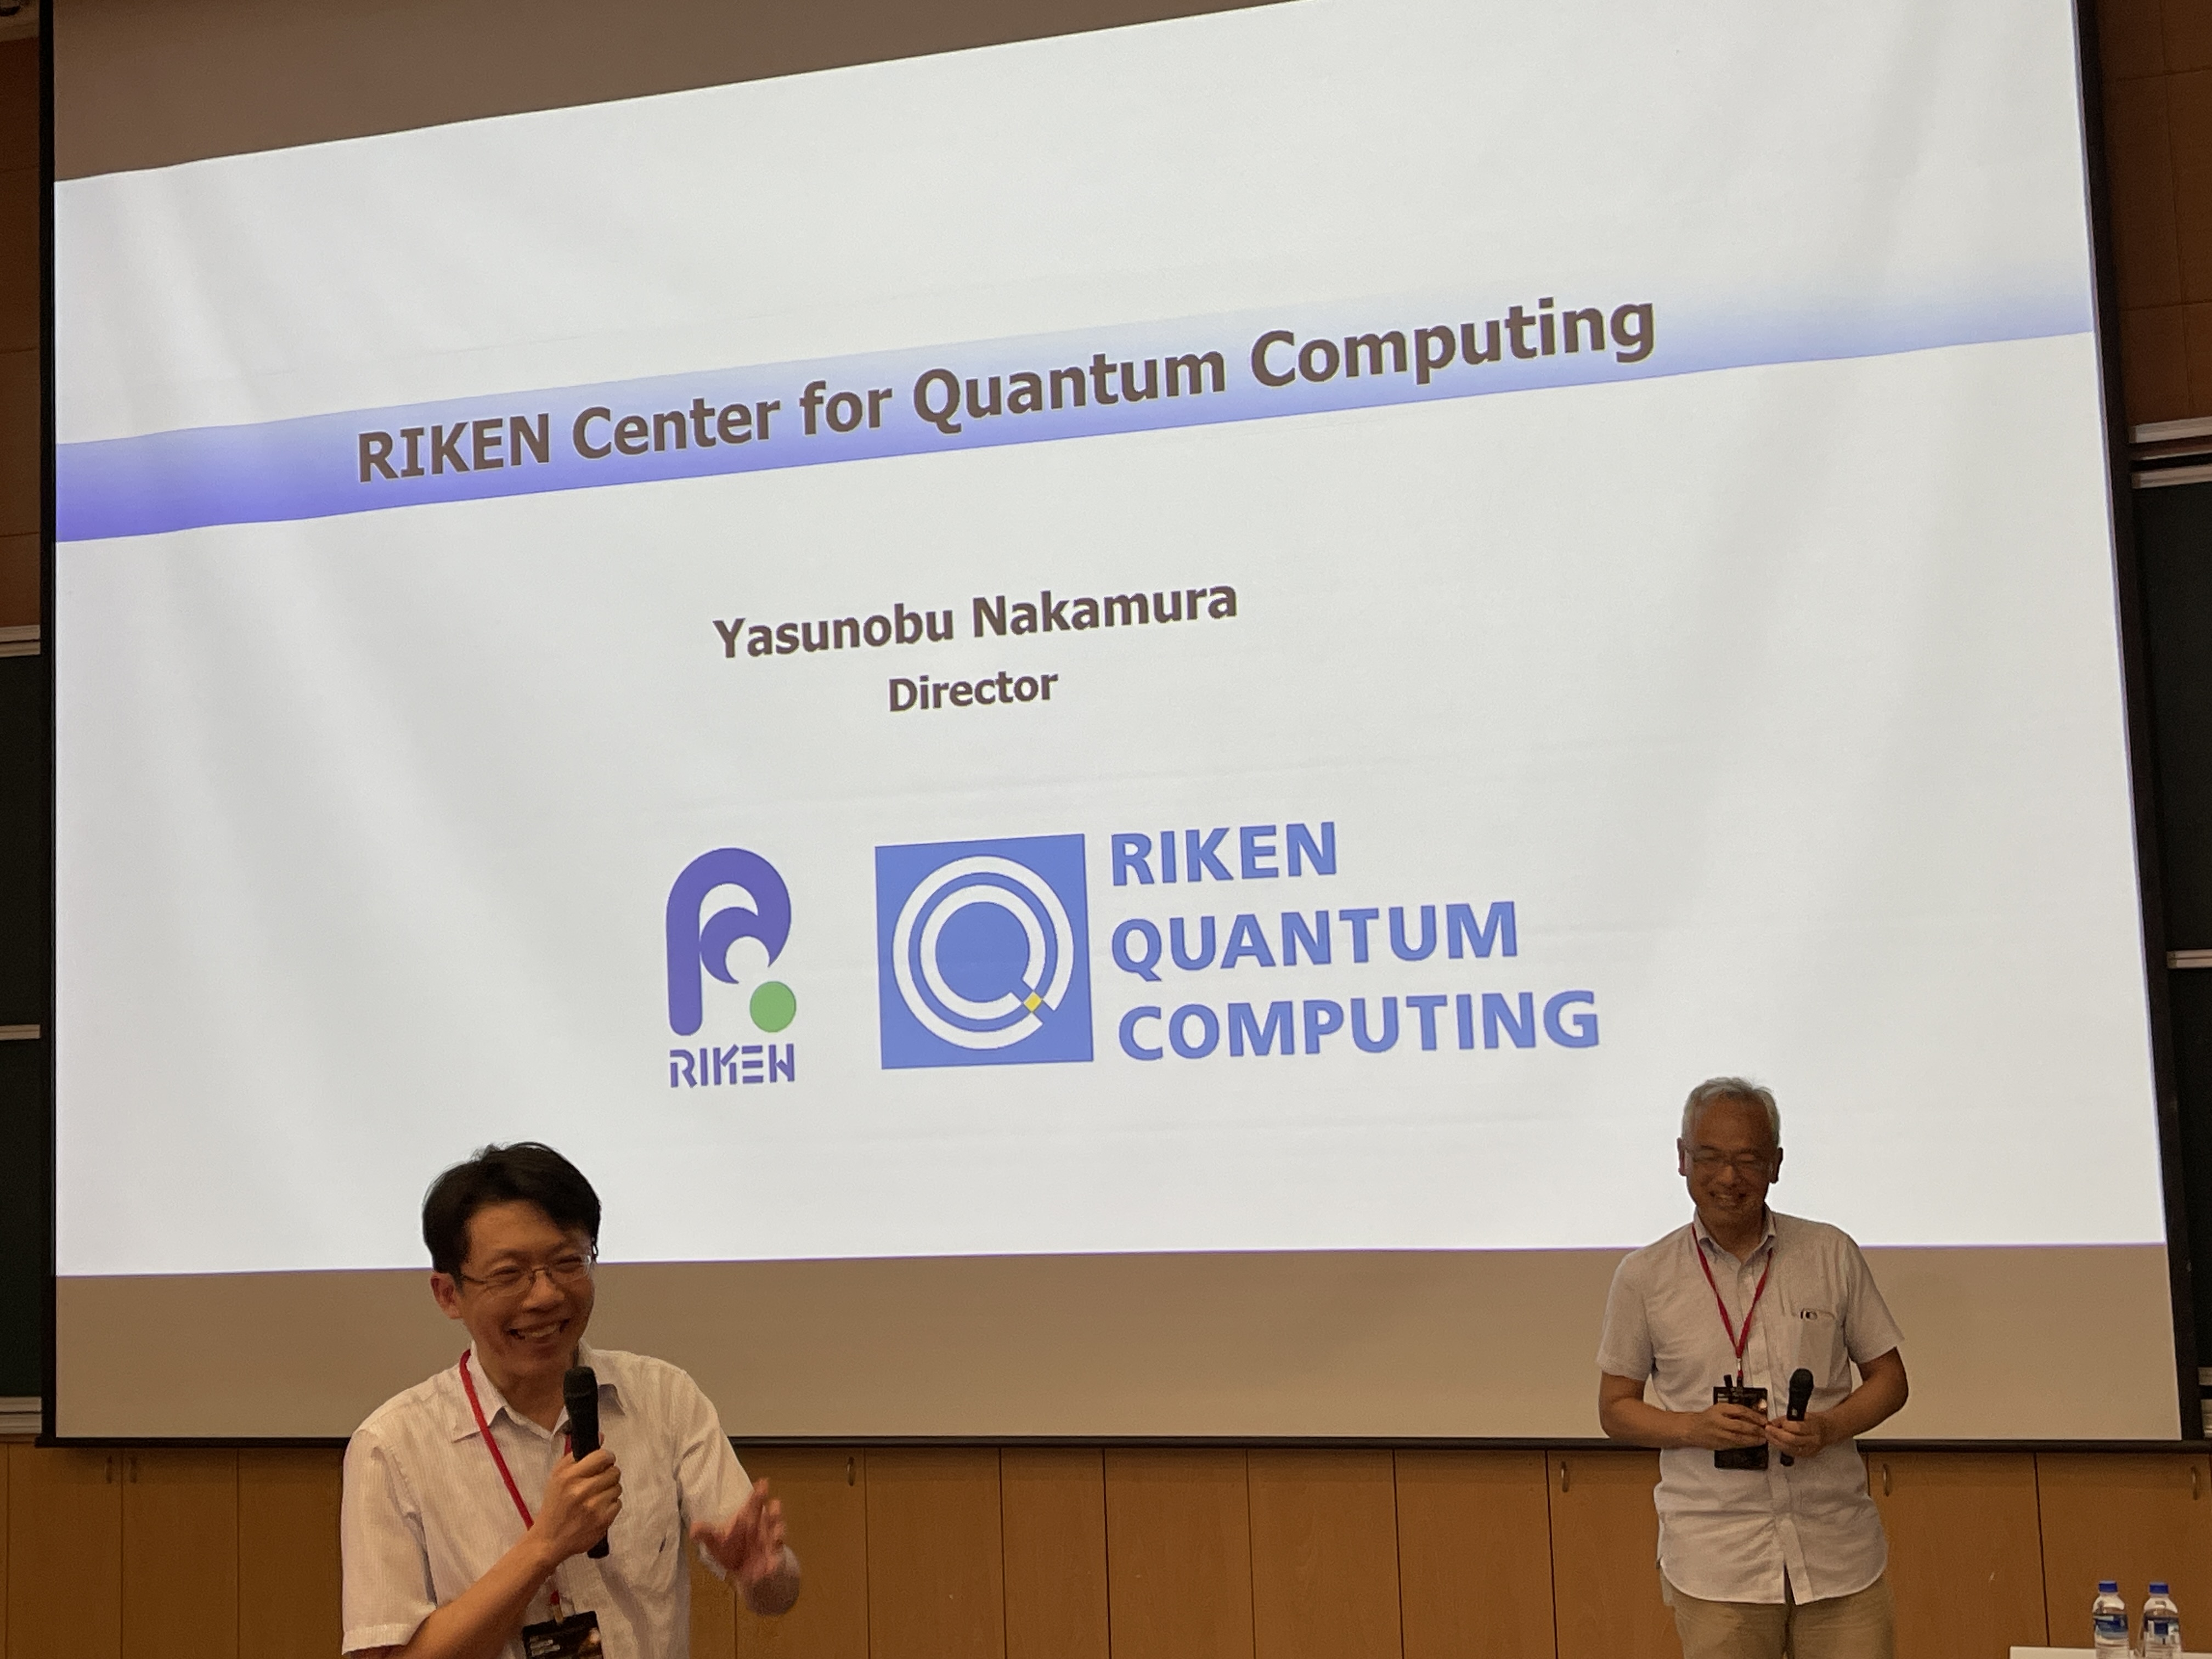 RIKEN Center for Quantum Computing
Yasunobu Nakamura
Director
RIKEN
RIKEN
QUANTUM
COMPUTING